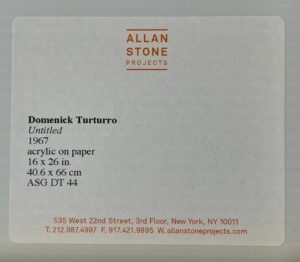 ALLAN
STONE
PROJECTS
Domenick Turturro
Untitled
1967
acrylic on paper
16 x 26 in.
40.6 x 66 cm
ASG DT 44
535 West 22nd Street, 3rd Floor, New York, NY 10011
T. 212.987.4997 F. 917.421.9895 W. allanstoneprojects.com